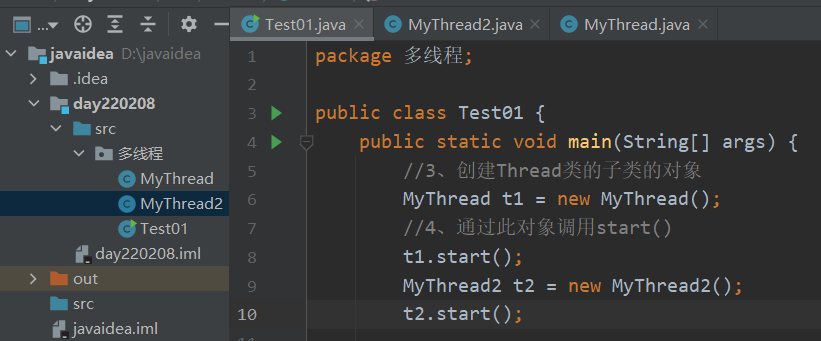 ...
Test01.java
MyThread2.java
MyThread.java
javaidea D:\javaidea
.idea
day220208
src
多线程
MyThread
MyThread2
Test01
day220208.iml
out
src
javaidea.iml
1 package 多线程;
2
3 public class Test01 {
4 public static void main(String[] args) {
5 //3、创建Thread类的子类的对象
6 MyThread t1 = new MyThread();
7 //4、通过此对象调用start()
8 t1.start();
9 MyThread2 t2 = new MyThread2();
10 t2.start();